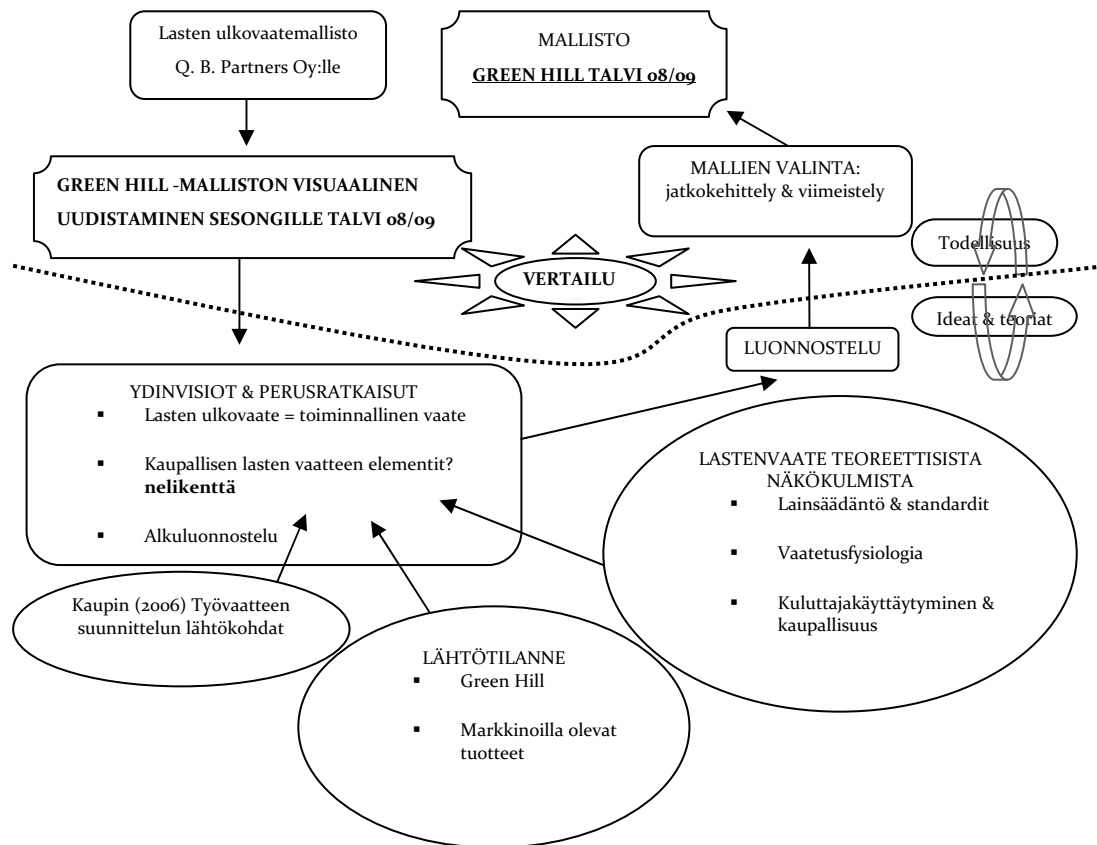 Lasten ulkovaatemallisto
Q. B. Partners Oy:lle
MALLISTO
GREEN HILL TALVI 08/09
GREEN HILL -MALLISTON VISUAALINEN
UUDISTAMINEN SESONGILLE TALVI 08/09
MALLIEN VALINTA:
jatkokehittely & viimeistely
Todellisuus
VERTAILU
Ideat & teoriat
LUONNOSTELU
YDINVISIOT & PERUSRATKAISUT
▪ Lasten ulkovaate = toiminnallinen vaate
▪ Kaupallisen lasten vaatteen elementit?
nelikenttä
▪ Alkuluonnostelu
LASTENVAATE TEOREETTISISTA
NÄKÖKULMISTA
▪ Lainsäädäntö & standardit
▪ Vaatetusfysiologia
▪ Kuluttajakäyttäytyminen &
kaupallisuus
Kaupin (2006) Työvaatteen
suunnittelun lähtökohdat
LÄHTÖTILANNE
▪ Green Hill
▪ Markkinoilla olevat
tuotteet